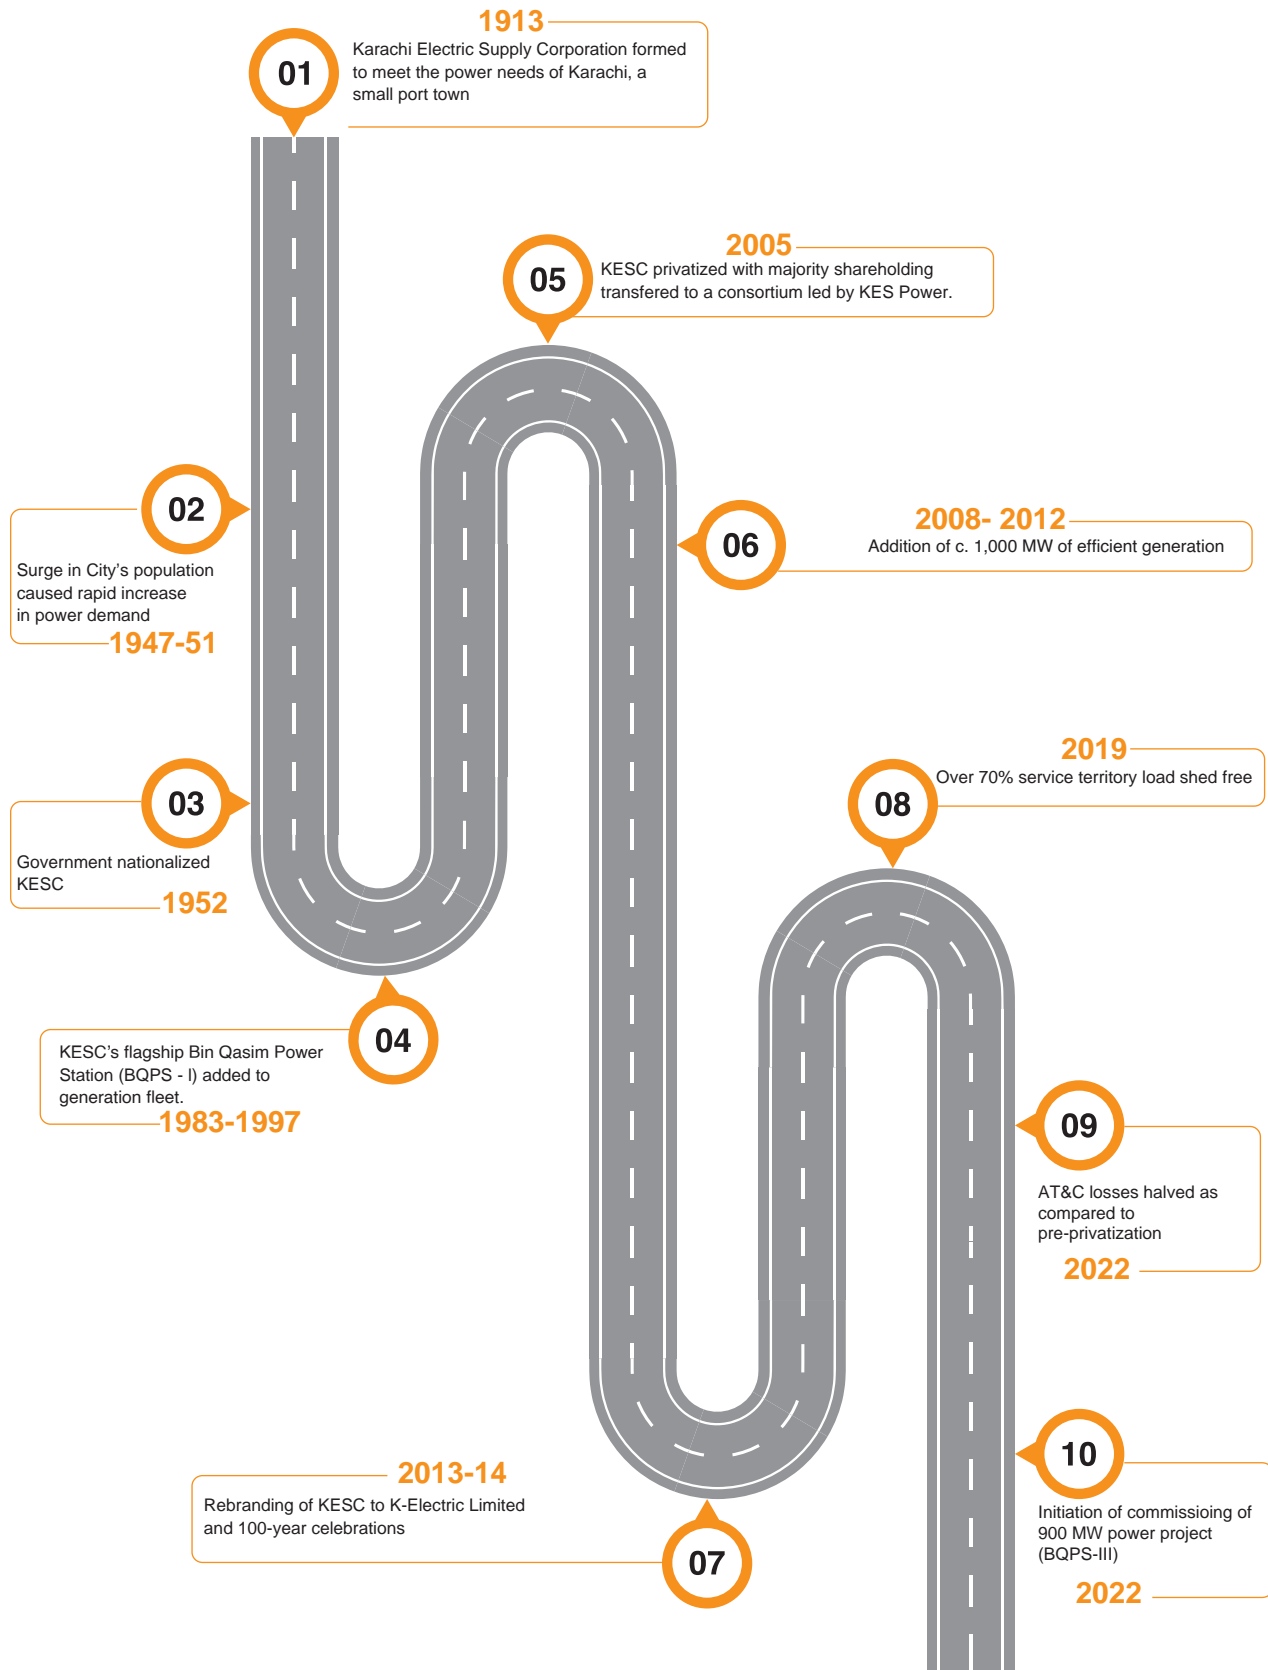 01
1913
Karachi Electric Supply Corporation formed
to meet the power needs of Karachi, a
small port town
02
Surge in City's population
caused rapid increase
in power demand
1947-51
03
Government nationalized
KESC
1952
04
KESC's flagship Bin Qasim Power
Station (BQPS - I) added to
generation fleet.
1983-1997
05
2005
KESC privatized with majority shareholding
transfered to a consortium led by KES Power.
06
2008- 2012
Addition of c. 1,000 MW of efficient generation
07
2013-14
Rebranding of KESC to K-Electric Limited
and 100-year celebrations
08
2019
Over 70% service territory load shed free
09
AT&C losses halved as
compared to
pre-privatization
2022
10
Initiation of commissioing of
900 MW power project
(BQPS-III)
2022